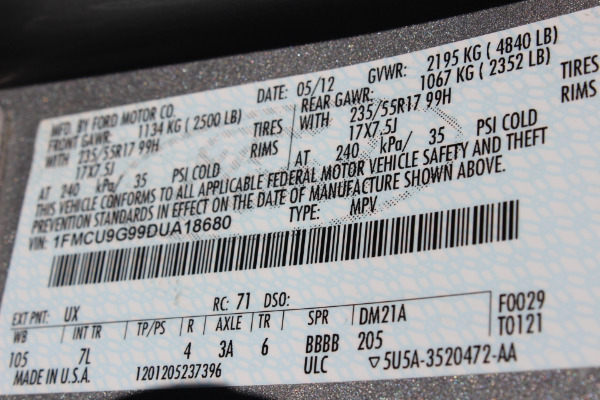 MFD. BY FORD MOTOR CO. DATE: 05/12 GVWR: 2195 KG ( 4840 LB)
FRONT GAWR: REAR GAWR: 1067 KG ( 2352 LB)
1134 KG ( 2500 LB) WITH 235/55R17 99H TIRES
WITH 235/55R17 99H TIRES 17X7.5J RIMS
17X7.5J RIMS AT 240 kPa/ 35 PSI COLD
AT 240 kPa/ 35 PSI COLD
THIS VEHICLE CONFORMS TO ALL APPLICABLE FEDERAL MOTOR VEHICLE SAFETY AND THEFT
PREVENTION STANDARDS IN EFFECT ON THE DATE OF MANUFACTURE SHOWN ABOVE.
VIN: 1FMCU9G99DUA18680 TYPE: MPV
EXT PNT: UX RC: 71 DSO: F0029
WB INT TR TP/PS R AXLE TR SPR DM21A T0121
105 7L 4 3A 6 BBBB 205
MADE IN U.S.A. 1201205237396 ULC ▽5U5A-3520472-AA